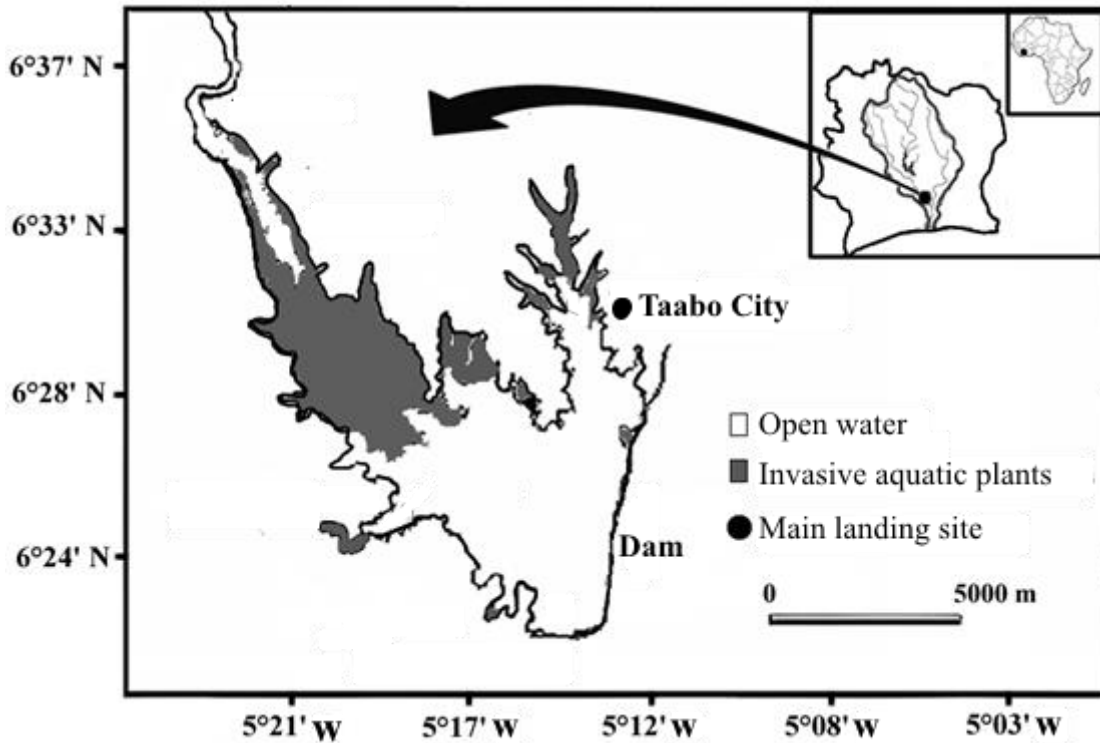 6°37' N
6°33' N
6°28' N
6°24' N
Taabo City
Open water
Invasive aquatic plants
Main landing site
Dam
0 5000 m
5°21' W
5°17' W
5°12' W
5°08' W
5°03' W